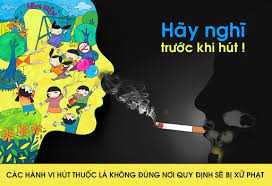 Hãy nghĩ
trước khi hút !
CÁC HÀNH VI HÚT THUỐC LÁ KHÔNG ĐÚNG NƠI QUY ĐỊNH SẼ BỊ XỬ PHẠT